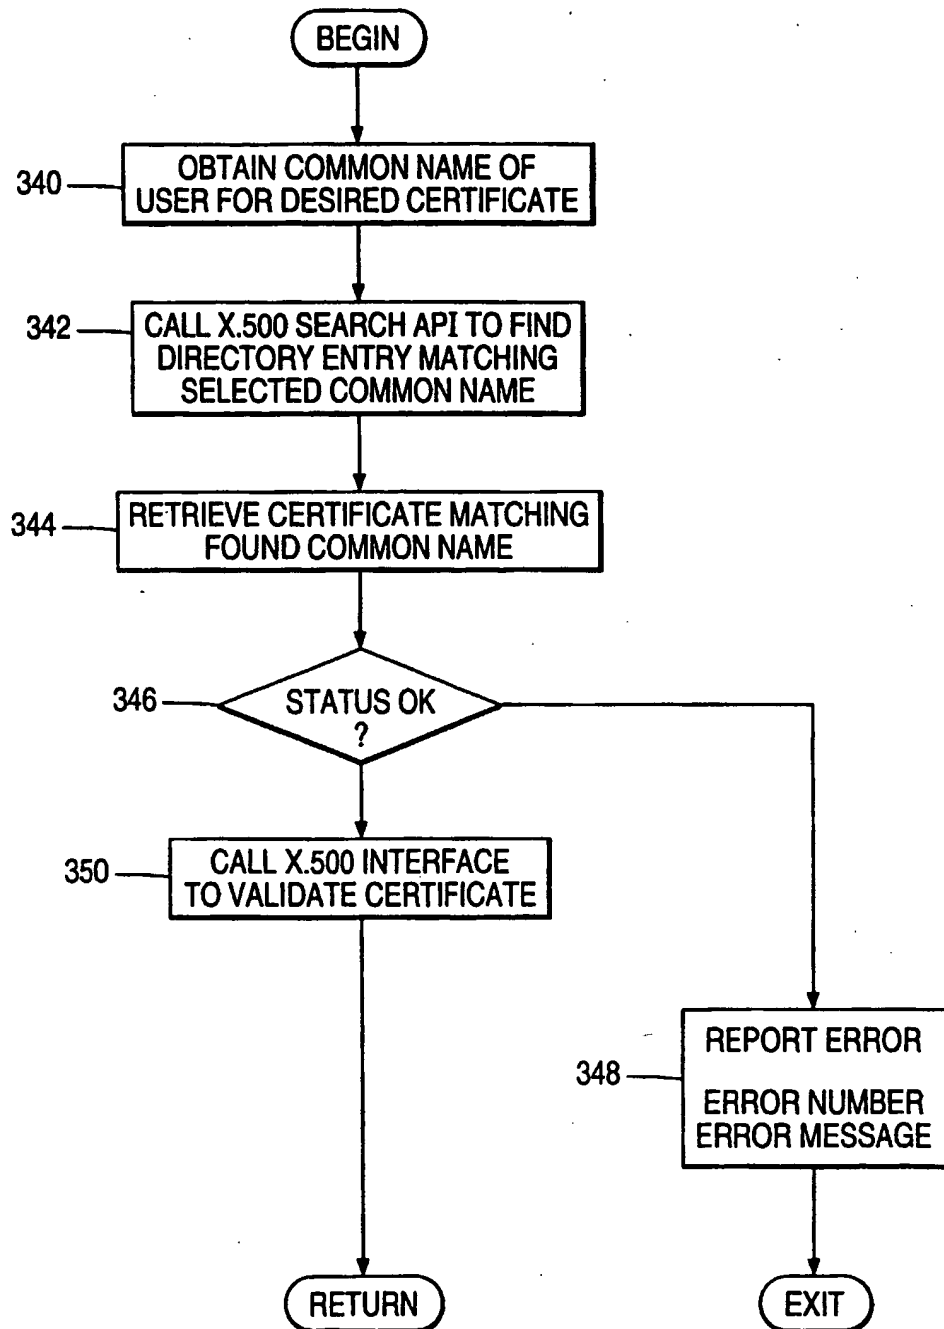 BEGIN
340
OBTAIN COMMON NAME OF
USER FOR DESIRED CERTIFICATE
342
CALL X.500 SEARCH API TO FIND
DIRECTORY ENTRY MATCHING
SELECTED COMMON NAME
344
RETRIEVE CERTIFICATE MATCHING
FOUND COMMON NAME
346
STATUS OK
?
350
CALL X.500 INTERFACE
TO VALIDATE CERTIFICATE
348
REPORT ERROR
ERROR NUMBER
ERROR MESSAGE
RETURN
EXIT